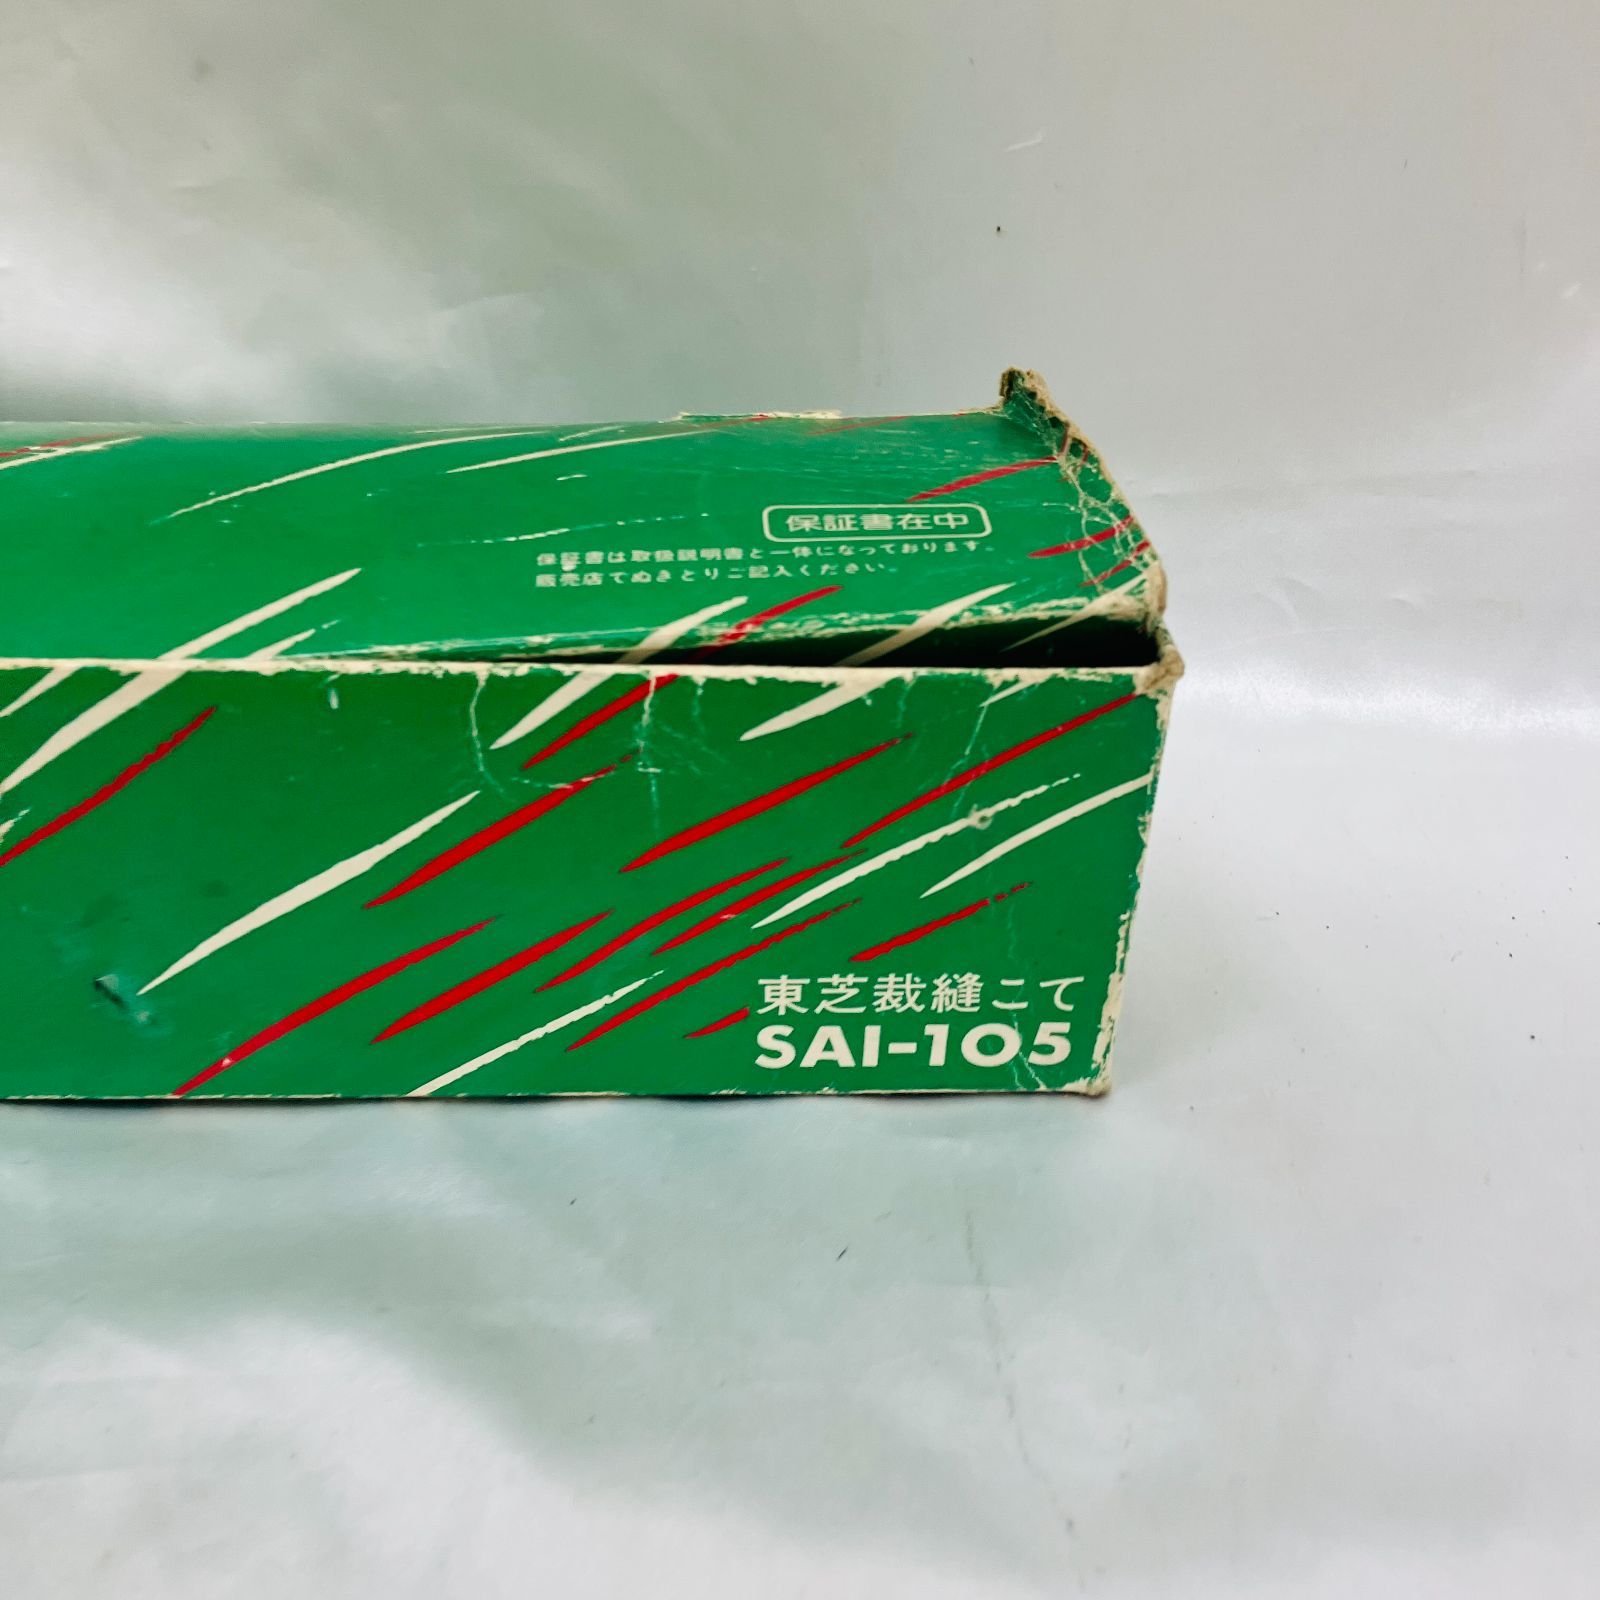 保証書在中
保証書は取扱説明書と一体になっております。
販売店でぬきとりご記入ください。
東芝裁縫こて
SAI-105